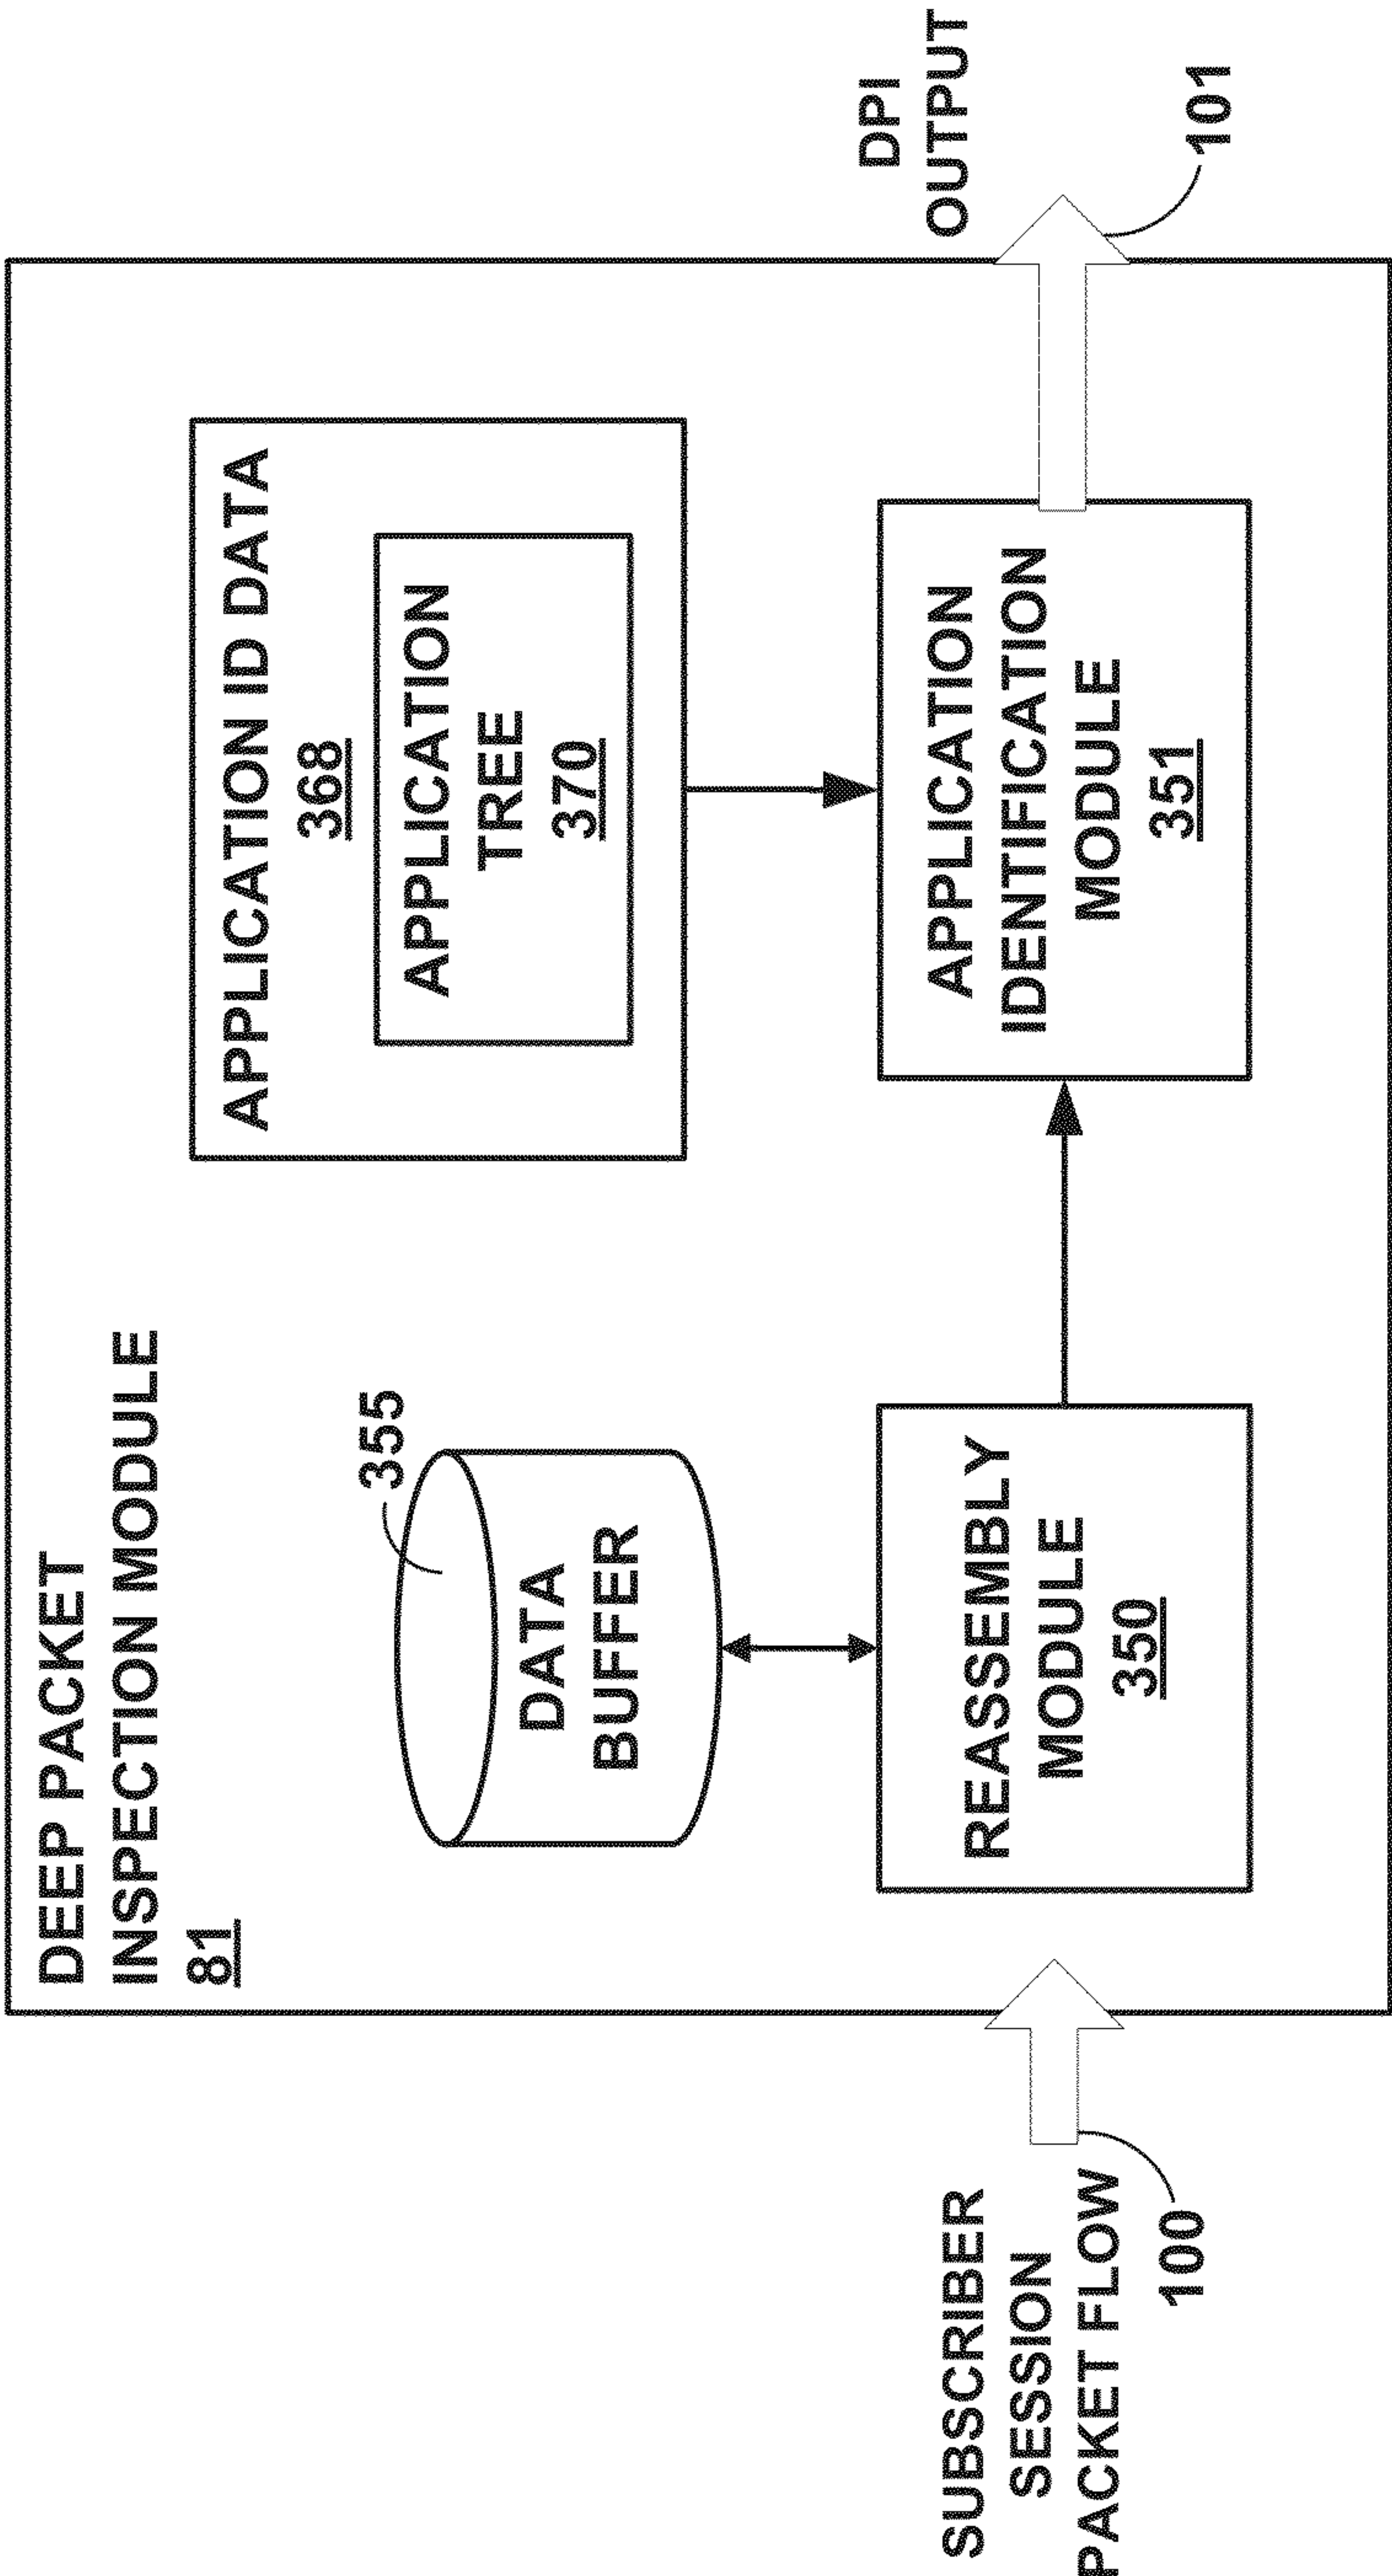 DEEP PACKET
INSPECTION MODULE
81
355
DATA
BUFFER
APPLICATION ID DATA
368
APPLICATION
TREE
370
SUBSCRIBER
SESSION
PACKET FLOW
100
REASSEMBLY
MODULE
350
APPLICATION
IDENTIFICATION
MODULE
351
DPI
OUTPUT
101